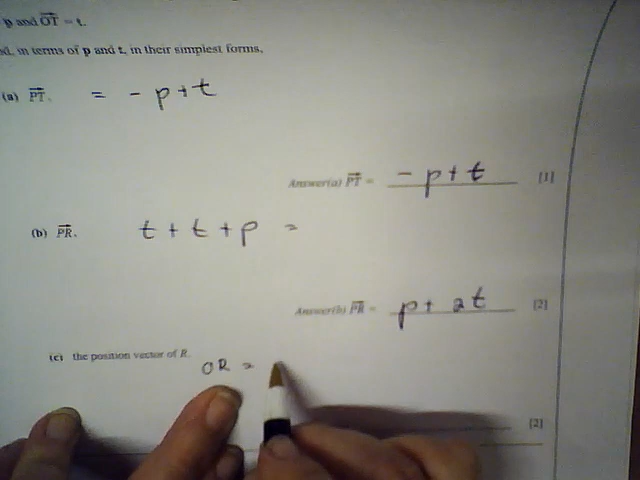 p and OT = t.
in terms of p and t, in their simplest forms,
(a) PT, = - p + t
Answer(a) PT = - p + t [1]
(b) PR, t + t + p =
Answer(b) PR = p + 2t [2]
(c) the position vector of R. OR =
[2]